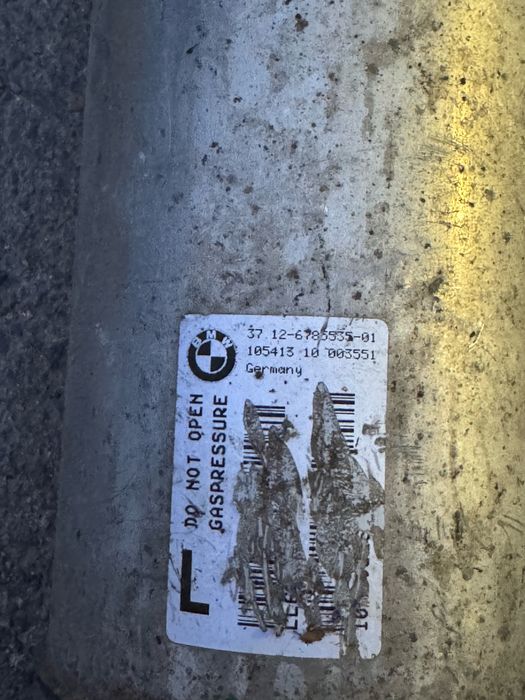 BMW
37 12-6785535-01
105413 10 003551
Germany
DO NOT OPEN
GASPRESSURE
L